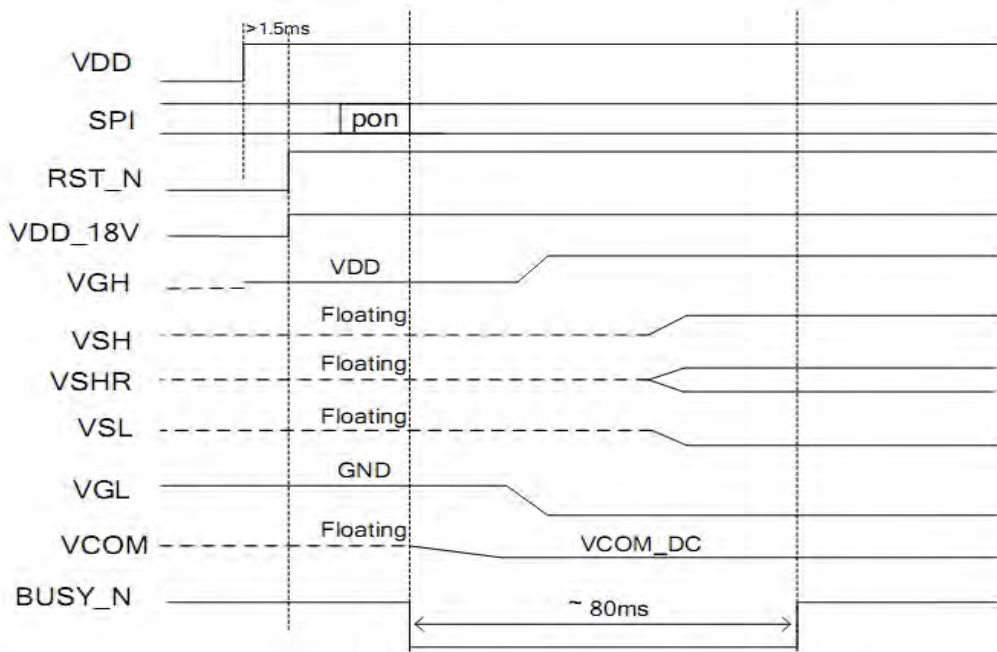 >1.5ms
VDD
SPI
pon
RST_N
VDD_18V
VGH
VDD
VSH
Floating
VSHR
Floating
VSL
Floating
VGL
GND
VCOM
Floating
VCOM_DC
BUSY_N
~ 80ms